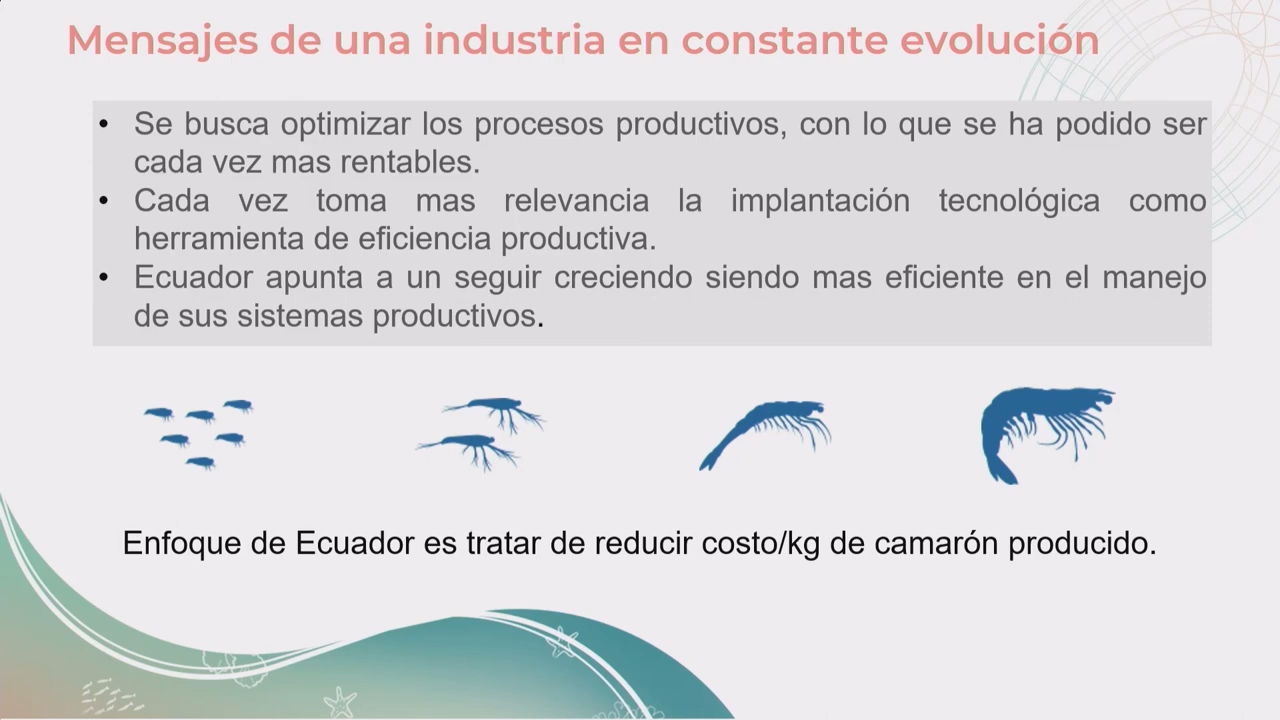 Mensajes de una industria en constante evolución
• Se busca optimizar los procesos productivos, con lo que se ha podido ser
cada vez mas rentables.
• Cada vez toma mas relevancia la implantación tecnológica como
herramienta de eficiencia productiva.
• Ecuador apunta a un seguir creciendo siendo mas eficiente en el manejo
de sus sistemas productivos.
Enfoque de Ecuador es tratar de reducir costo/kg de camarón producido.